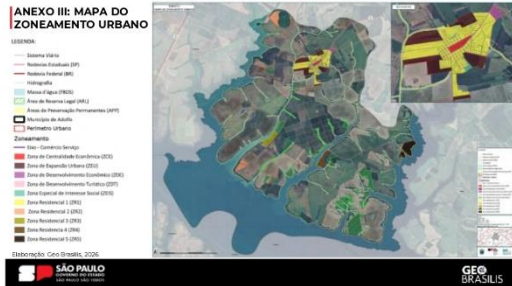 ANEXO III: MAPA DO
ZONEAMENTO URBANO
LEGENDA:
Sistema Viário
Rodovias Estaduais (SP)
Rodovia Federal (BR)
Hidrografia
Massa d'água (FBDS)
Área de Reserva Legal (ARL)
Áreas de Preservação Permanentes (APP)
Município de Adolfo
Perímetro Urbano
Zoneamento
Eixo - Comércio Serviço
Zona de Centralidade Econômica (ZCE)
Zona de Expansão Urbana (ZEU)
Zona de Desenvolvimento Econômico (ZDE)
Zona de Desenvolvimento Turístico (ZDT)
Zona Especial de Interesse Social (ZEIS)
Zona Residencial 1 (ZR1)
Zona Residencial 2 (ZR2)
Zona Residencial 3 (ZR3)
Zona Residencial 4 (ZR4)
Zona Residencial 5 (ZR5)
Elaboração: Geo Brasilis, 2026
SÃO PAULO
GOVERNO DO ESTADO
SÃO PAULO SÃO TODOS
GEO
BRASILIS